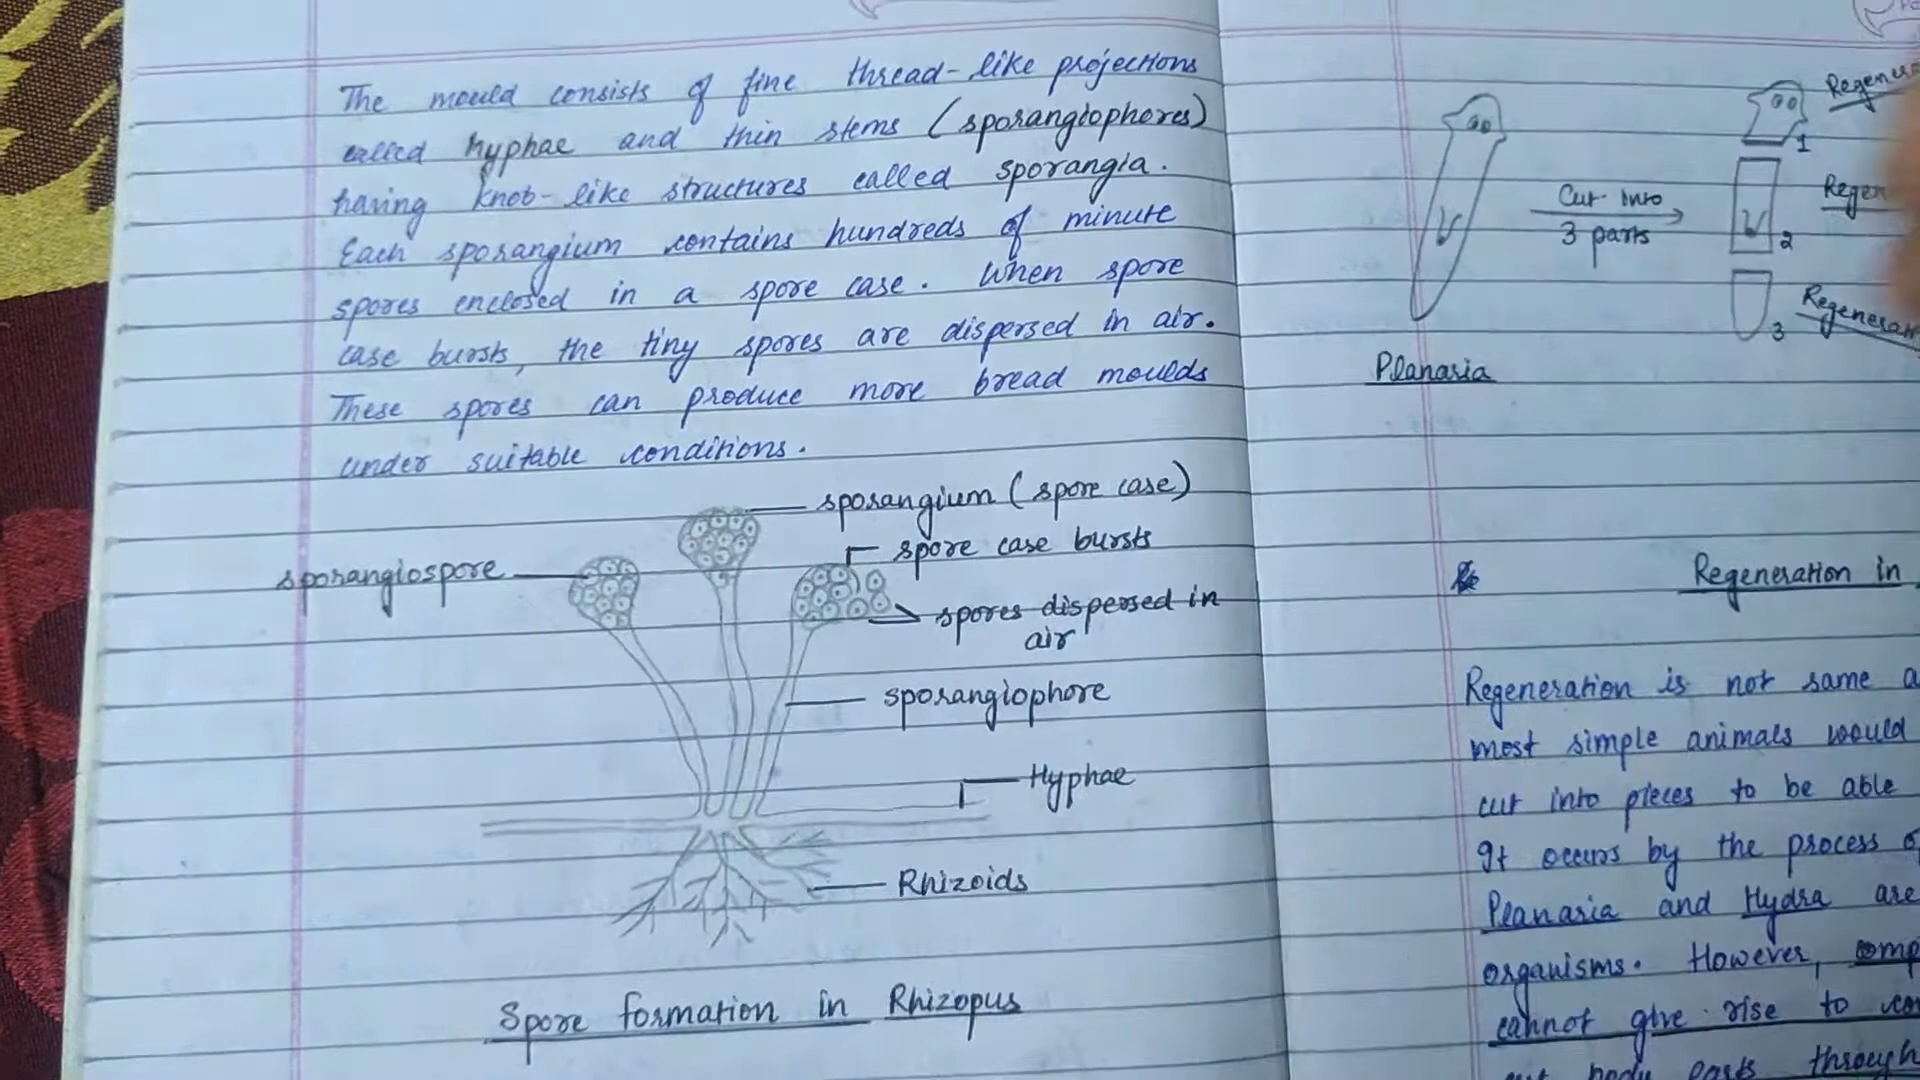 The mould consists of fine thread-like projections
called hyphae and thin stems (sporangiophores)
having knob-like structures called sporangia.
Each sporangium contains hundreds of minute
spores enclosed in a spore case. When spore
case bursts, the tiny spores are dispersed in air.
These spores can produce more bread moulds
under suitable conditions.
sporangium (spore case)
spore case bursts
sporangiospore
spores dispersed in
air
sporangiophore
Hyphae
Rhizoids
Spore formation in Rhizopus
1
Cut into
3 parts
2
3
Planaria
Regeneration in
Regeneration is not same
most simple animals would
cut into pieces to be able
It occurs by the process
Planaria and Hydra are
organisms. However,
cannot give rise to
body parts through